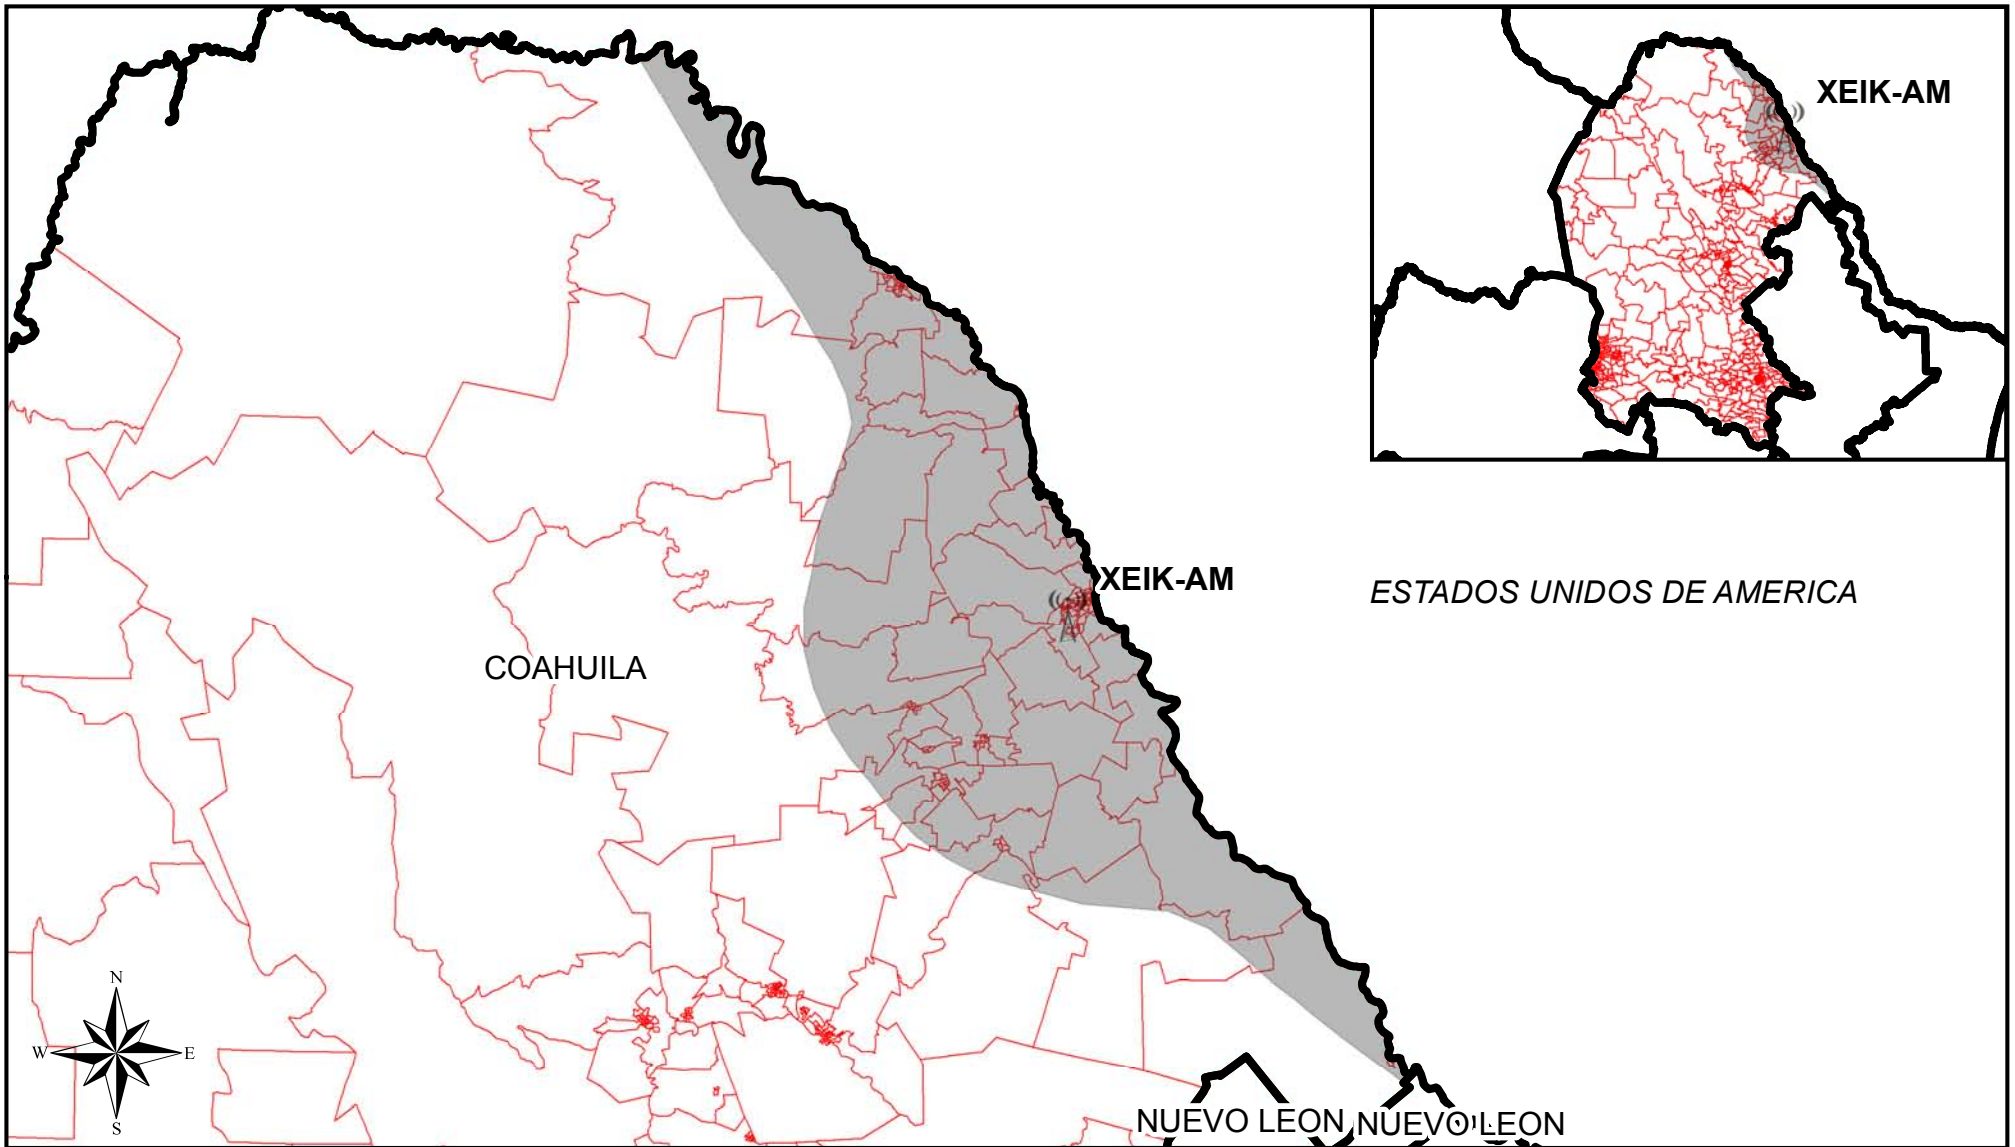 XEIK-AM
XEIK-AM
ESTADOS UNIDOS DE AMERICA
COAHUILA
N
W
E
S
NUEVO LEON
NUEVO LEON